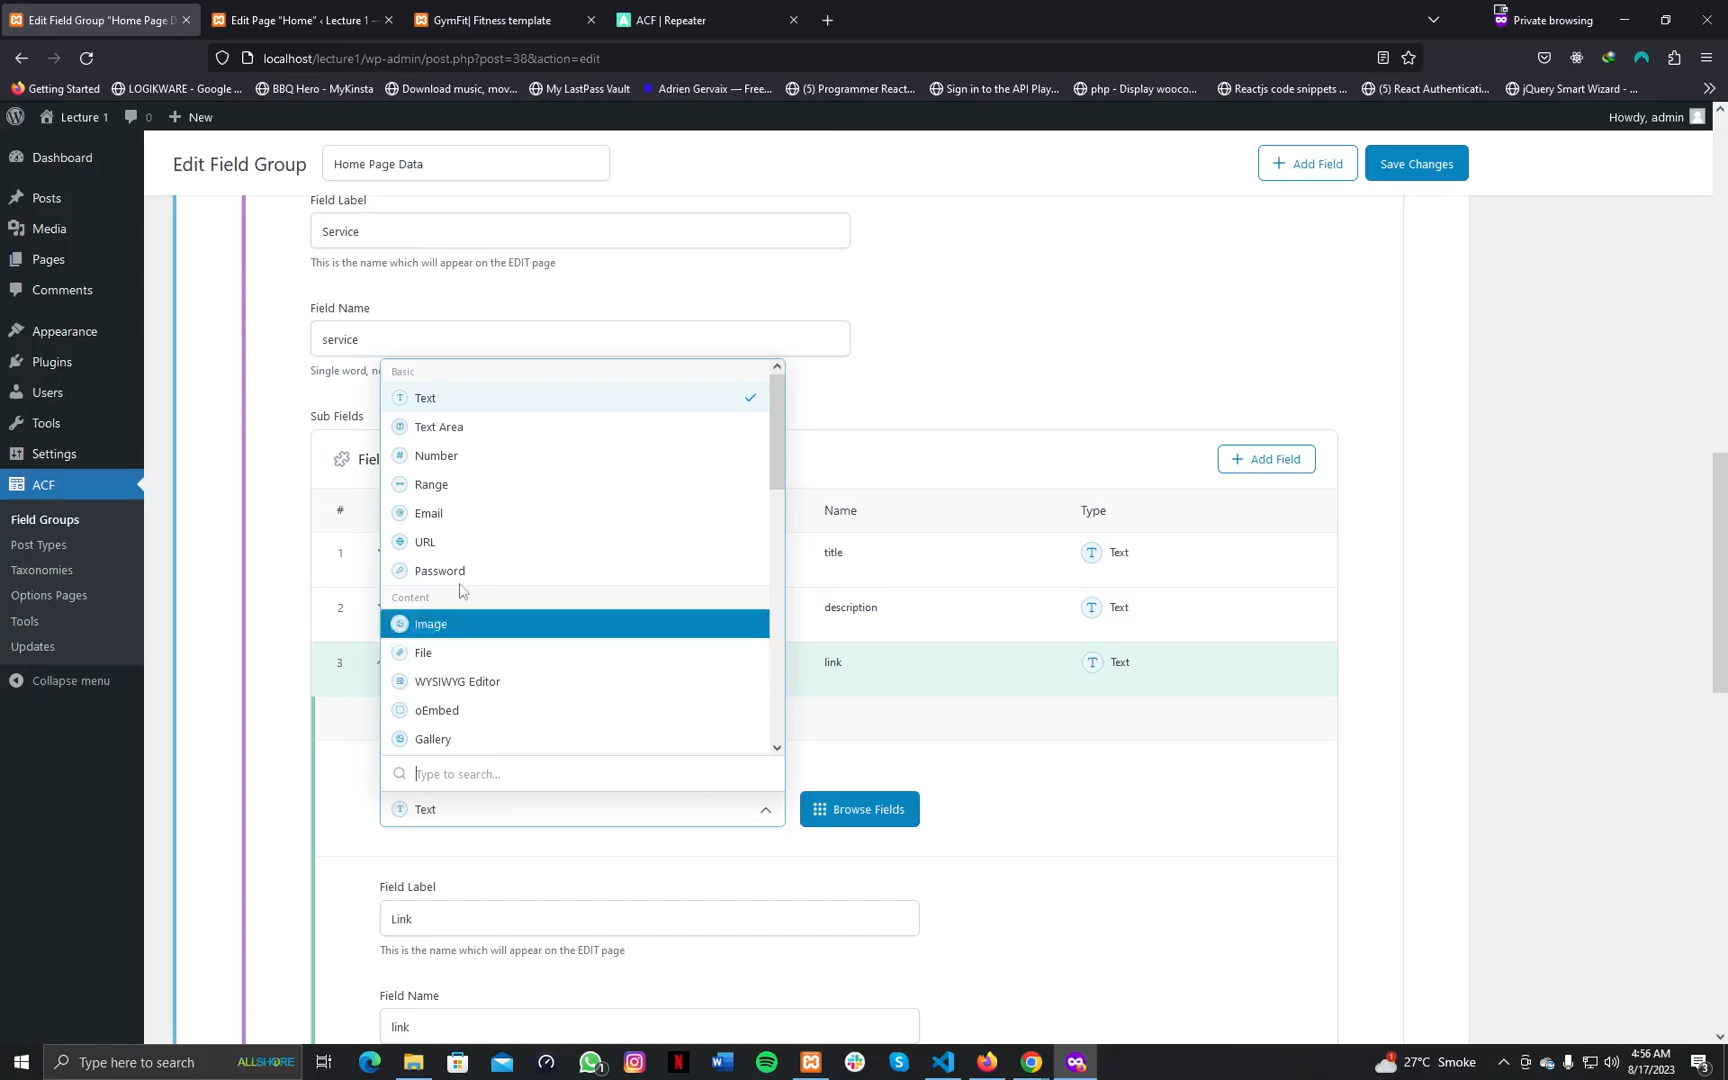 Edit Field Group "Home Page D
Edit Page "Home" ‹ Lecture 1 —
GymFit| Fitness template
ACF | Repeater
Private browsing
localhost/lecture1/wp-admin/post.php?post=38&action=edit
Getting Started
LOGIKWARE - Google ...
BBQ Hero - MyKinsta
Download music, mov...
My LastPass Vault
Adrien Gervaix — Free...
(5) Programmer React...
Sign in to the API Play...
php - Display wooco...
Reactjs code snippets ...
(5) React Authenticati...
jQuery Smart Wizard - ...
Lecture 1
0
New
Howdy, admin
Dashboard
Posts
Media
Pages
Comments
Appearance
Plugins
Users
Tools
Settings
ACF
Field Groups
Post Types
Taxonomies
Options Pages
Tools
Updates
Collapse menu
Edit Field Group
Home Page Data
Add Field
Save Changes
Field Label
Service
This is the name which will appear on the EDIT page
Field Name
service
Single word, n
Sub Fields
Fiel
Add Field
#
Name
Type
1
title
Text
2
description
Text
3
link
Text
Basic
Text
Text Area
Number
Range
Email
URL
Password
Content
Image
File
WYSIWYG Editor
oEmbed
Gallery
Type to search...
Text
Browse Fields
Field Label
Link
This is the name which will appear on the EDIT page
Field Name
link
Type here to search
ALLSHORE
1
1
27°C Smoke
4:56 AM
8/17/2023
3